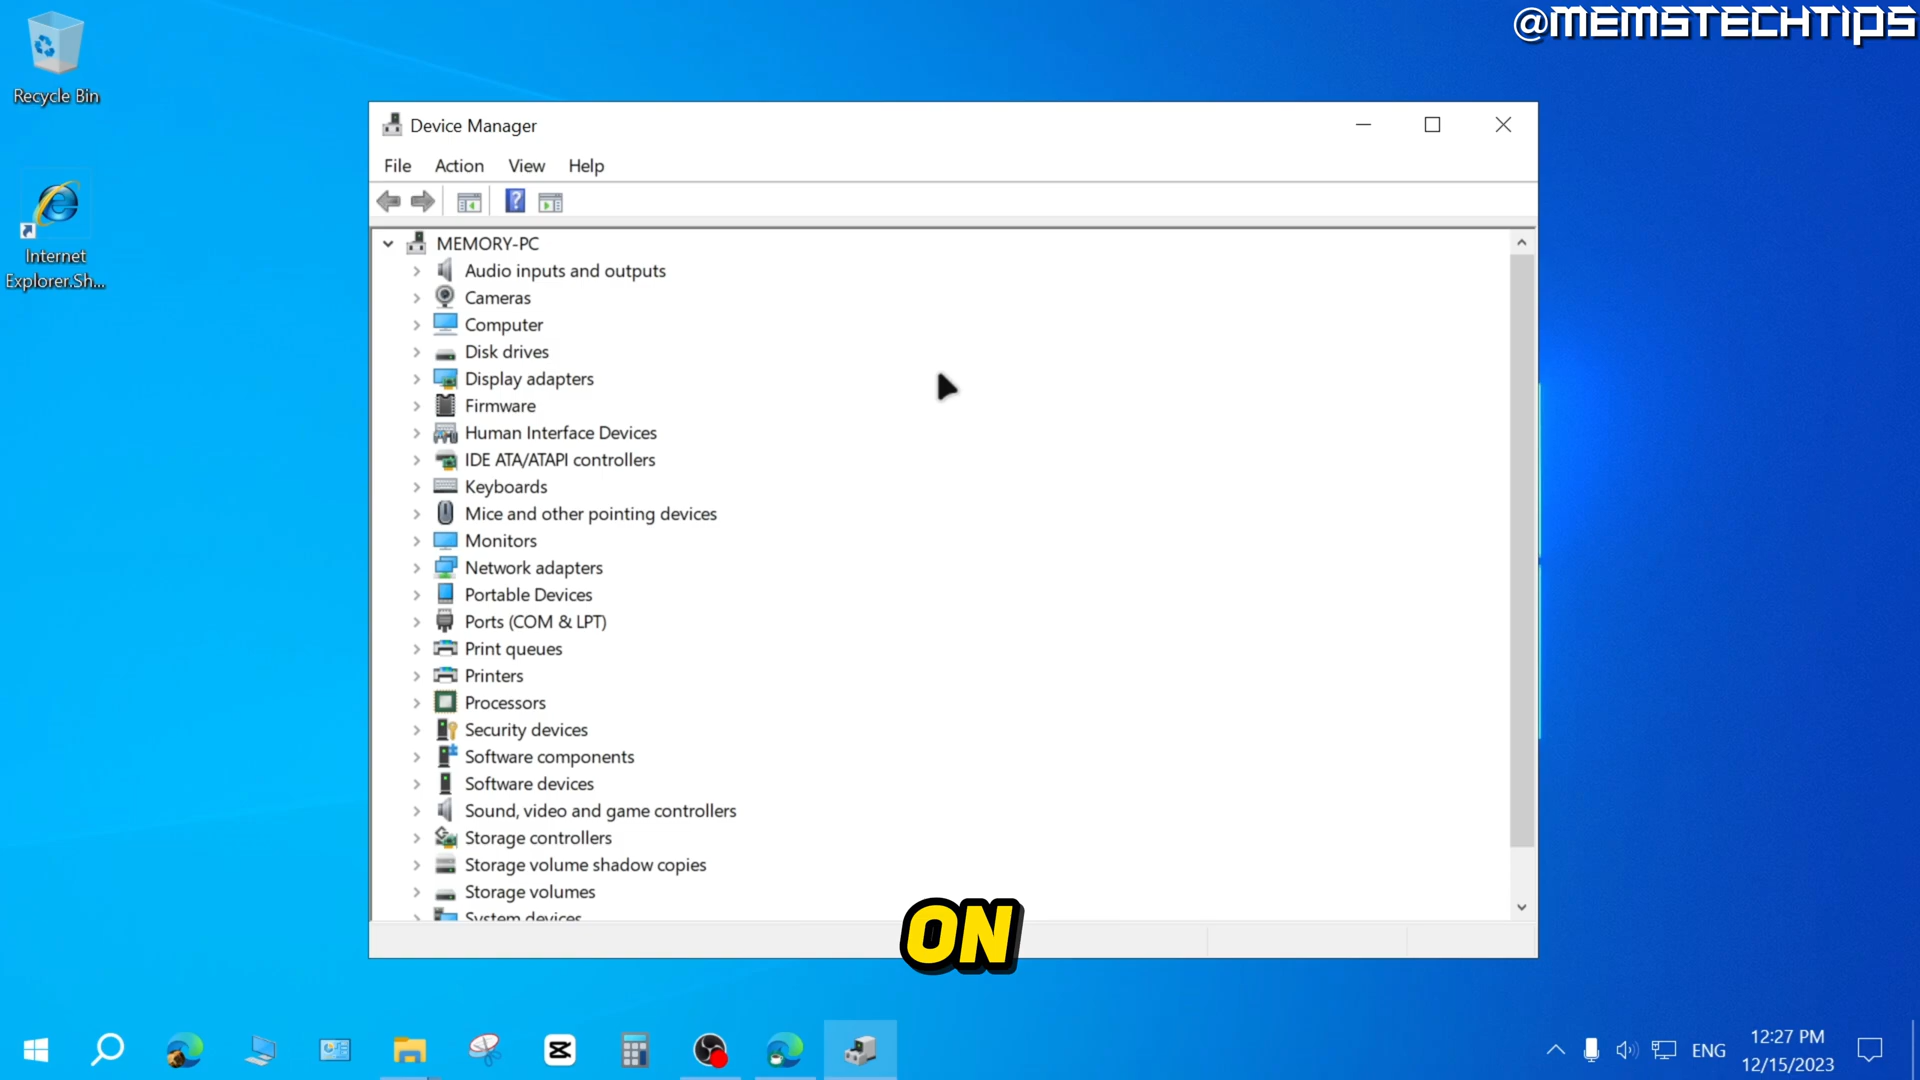 @MEMSTECHTIPS
Recycle Bin
Internet
Explorer.Sh...
Device Manager
File Action View Help
MEMORY-PC
Audio inputs and outputs
Cameras
Computer
Disk drives
Display adapters
Firmware
Human Interface Devices
IDE ATA/ATAPI controllers
Keyboards
Mice and other pointing devices
Monitors
Network adapters
Portable Devices
Ports (COM & LPT)
Print queues
Printers
Processors
Security devices
Software components
Software devices
Sound, video and game controllers
Storage controllers
Storage volume shadow copies
Storage volumes
System devices
ON
ENG
12:27 PM
12/15/2023